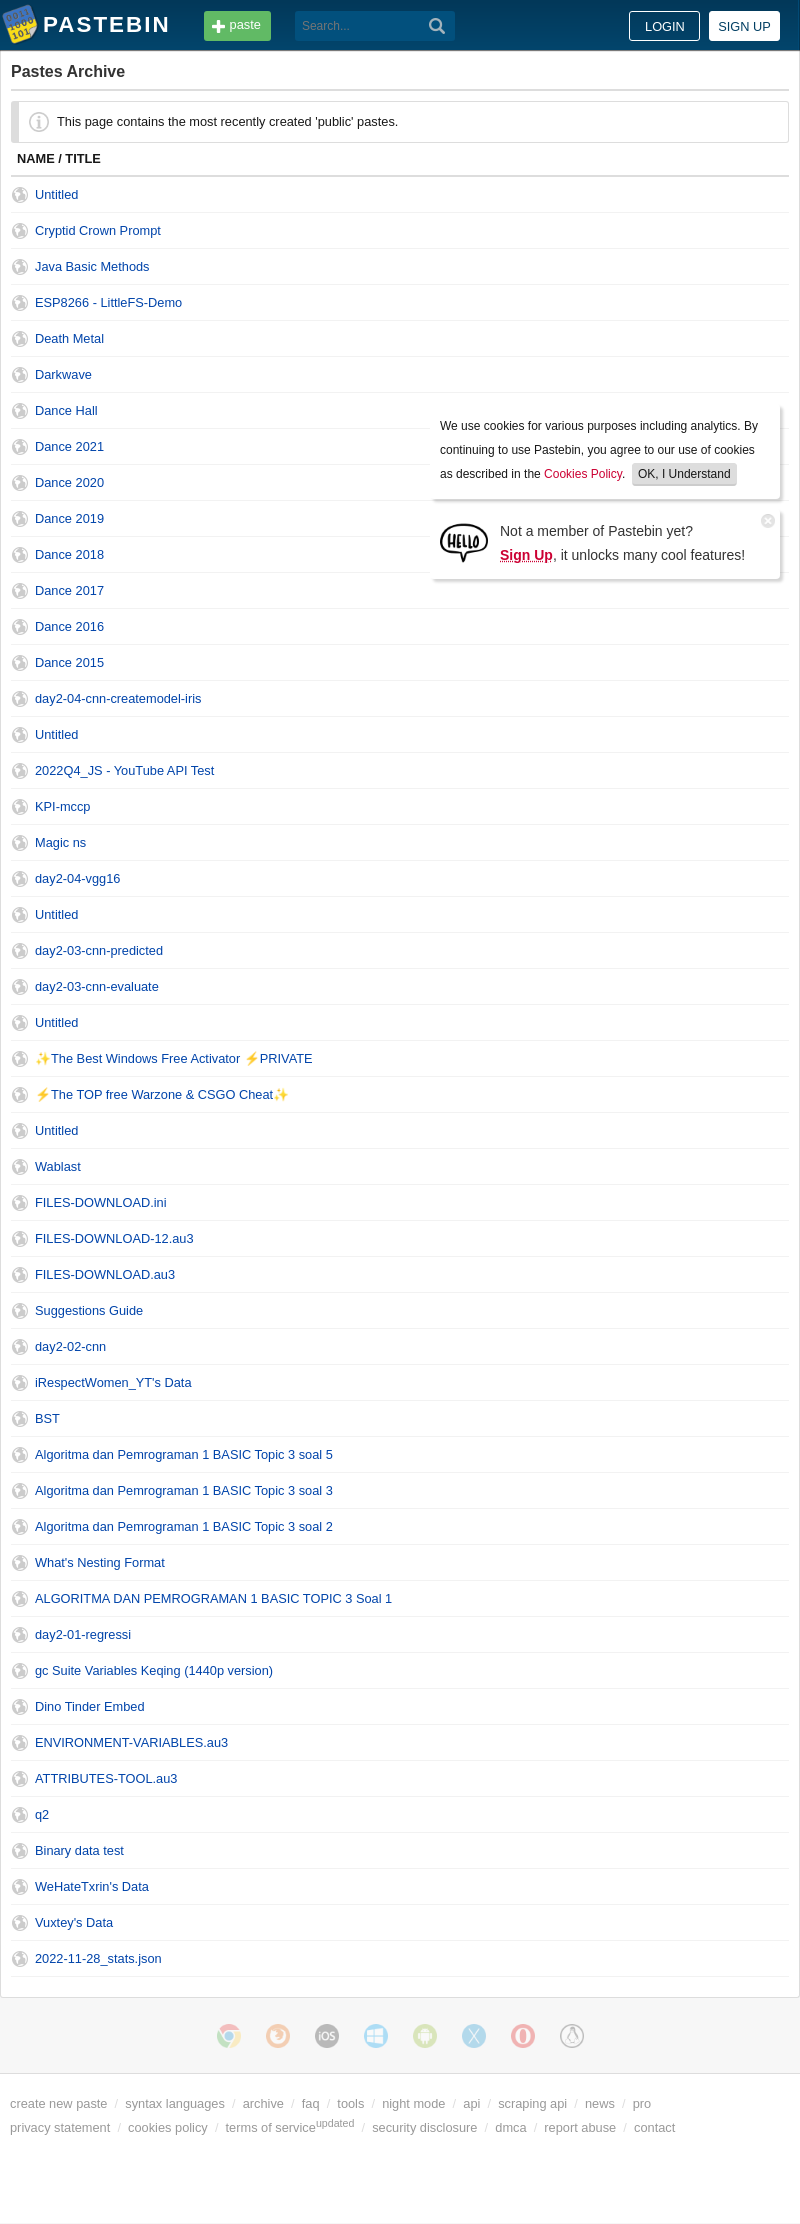 PASTEBIN
paste
Search...
LOGIN
SIGN UP
Pastes Archive
This page contains the most recently created 'public' pastes.
NAME / TITLE
Untitled
Cryptid Crown Prompt
Java Basic Methods
ESP8266 - LittleFS-Demo
Death Metal
Darkwave
Dance Hall
Dance 2021
Dance 2020
Dance 2019
Dance 2018
Dance 2017
Dance 2016
Dance 2015
We use cookies for various purposes including analytics. By
continuing to use Pastebin, you agree to our use of cookies
as described in the Cookies Policy. OK, I Understand
HELLO
Not a member of Pastebin yet?
Sign Up, it unlocks many cool features!
day2-04-cnn-createmodel-iris
Untitled
2022Q4_JS - YouTube API Test
KPI-mccp
Magic ns
day2-04-vgg16
Untitled
day2-03-cnn-predicted
day2-03-cnn-evaluate
Untitled
✨The Best Windows Free Activator ⚡PRIVATE
⚡The TOP free Warzone & CSGO Cheat✨
Untitled
Wablast
FILES-DOWNLOAD.ini
FILES-DOWNLOAD-12.au3
FILES-DOWNLOAD.au3
Suggestions Guide
day2-02-cnn
iRespectWomen_YT's Data
BST
Algoritma dan Pemrograman 1 BASIC Topic 3 soal 5
Algoritma dan Pemrograman 1 BASIC Topic 3 soal 3
Algoritma dan Pemrograman 1 BASIC Topic 3 soal 2
What's Nesting Format
ALGORITMA DAN PEMROGRAMAN 1 BASIC TOPIC 3 Soal 1
day2-01-regressi
gc Suite Variables Keqing (1440p version)
Dino Tinder Embed
ENVIRONMENT-VARIABLES.au3
ATTRIBUTES-TOOL.au3
q2
Binary data test
WeHateTxrin's Data
Vuxtey's Data
2022-11-28_stats.json
iOS
create new paste / syntax languages / archive / faq / tools / night mode / api / scraping api / news / pro
privacy statement / cookies policy / terms of serviceupdated / security disclosure / dmca / report abuse / contact